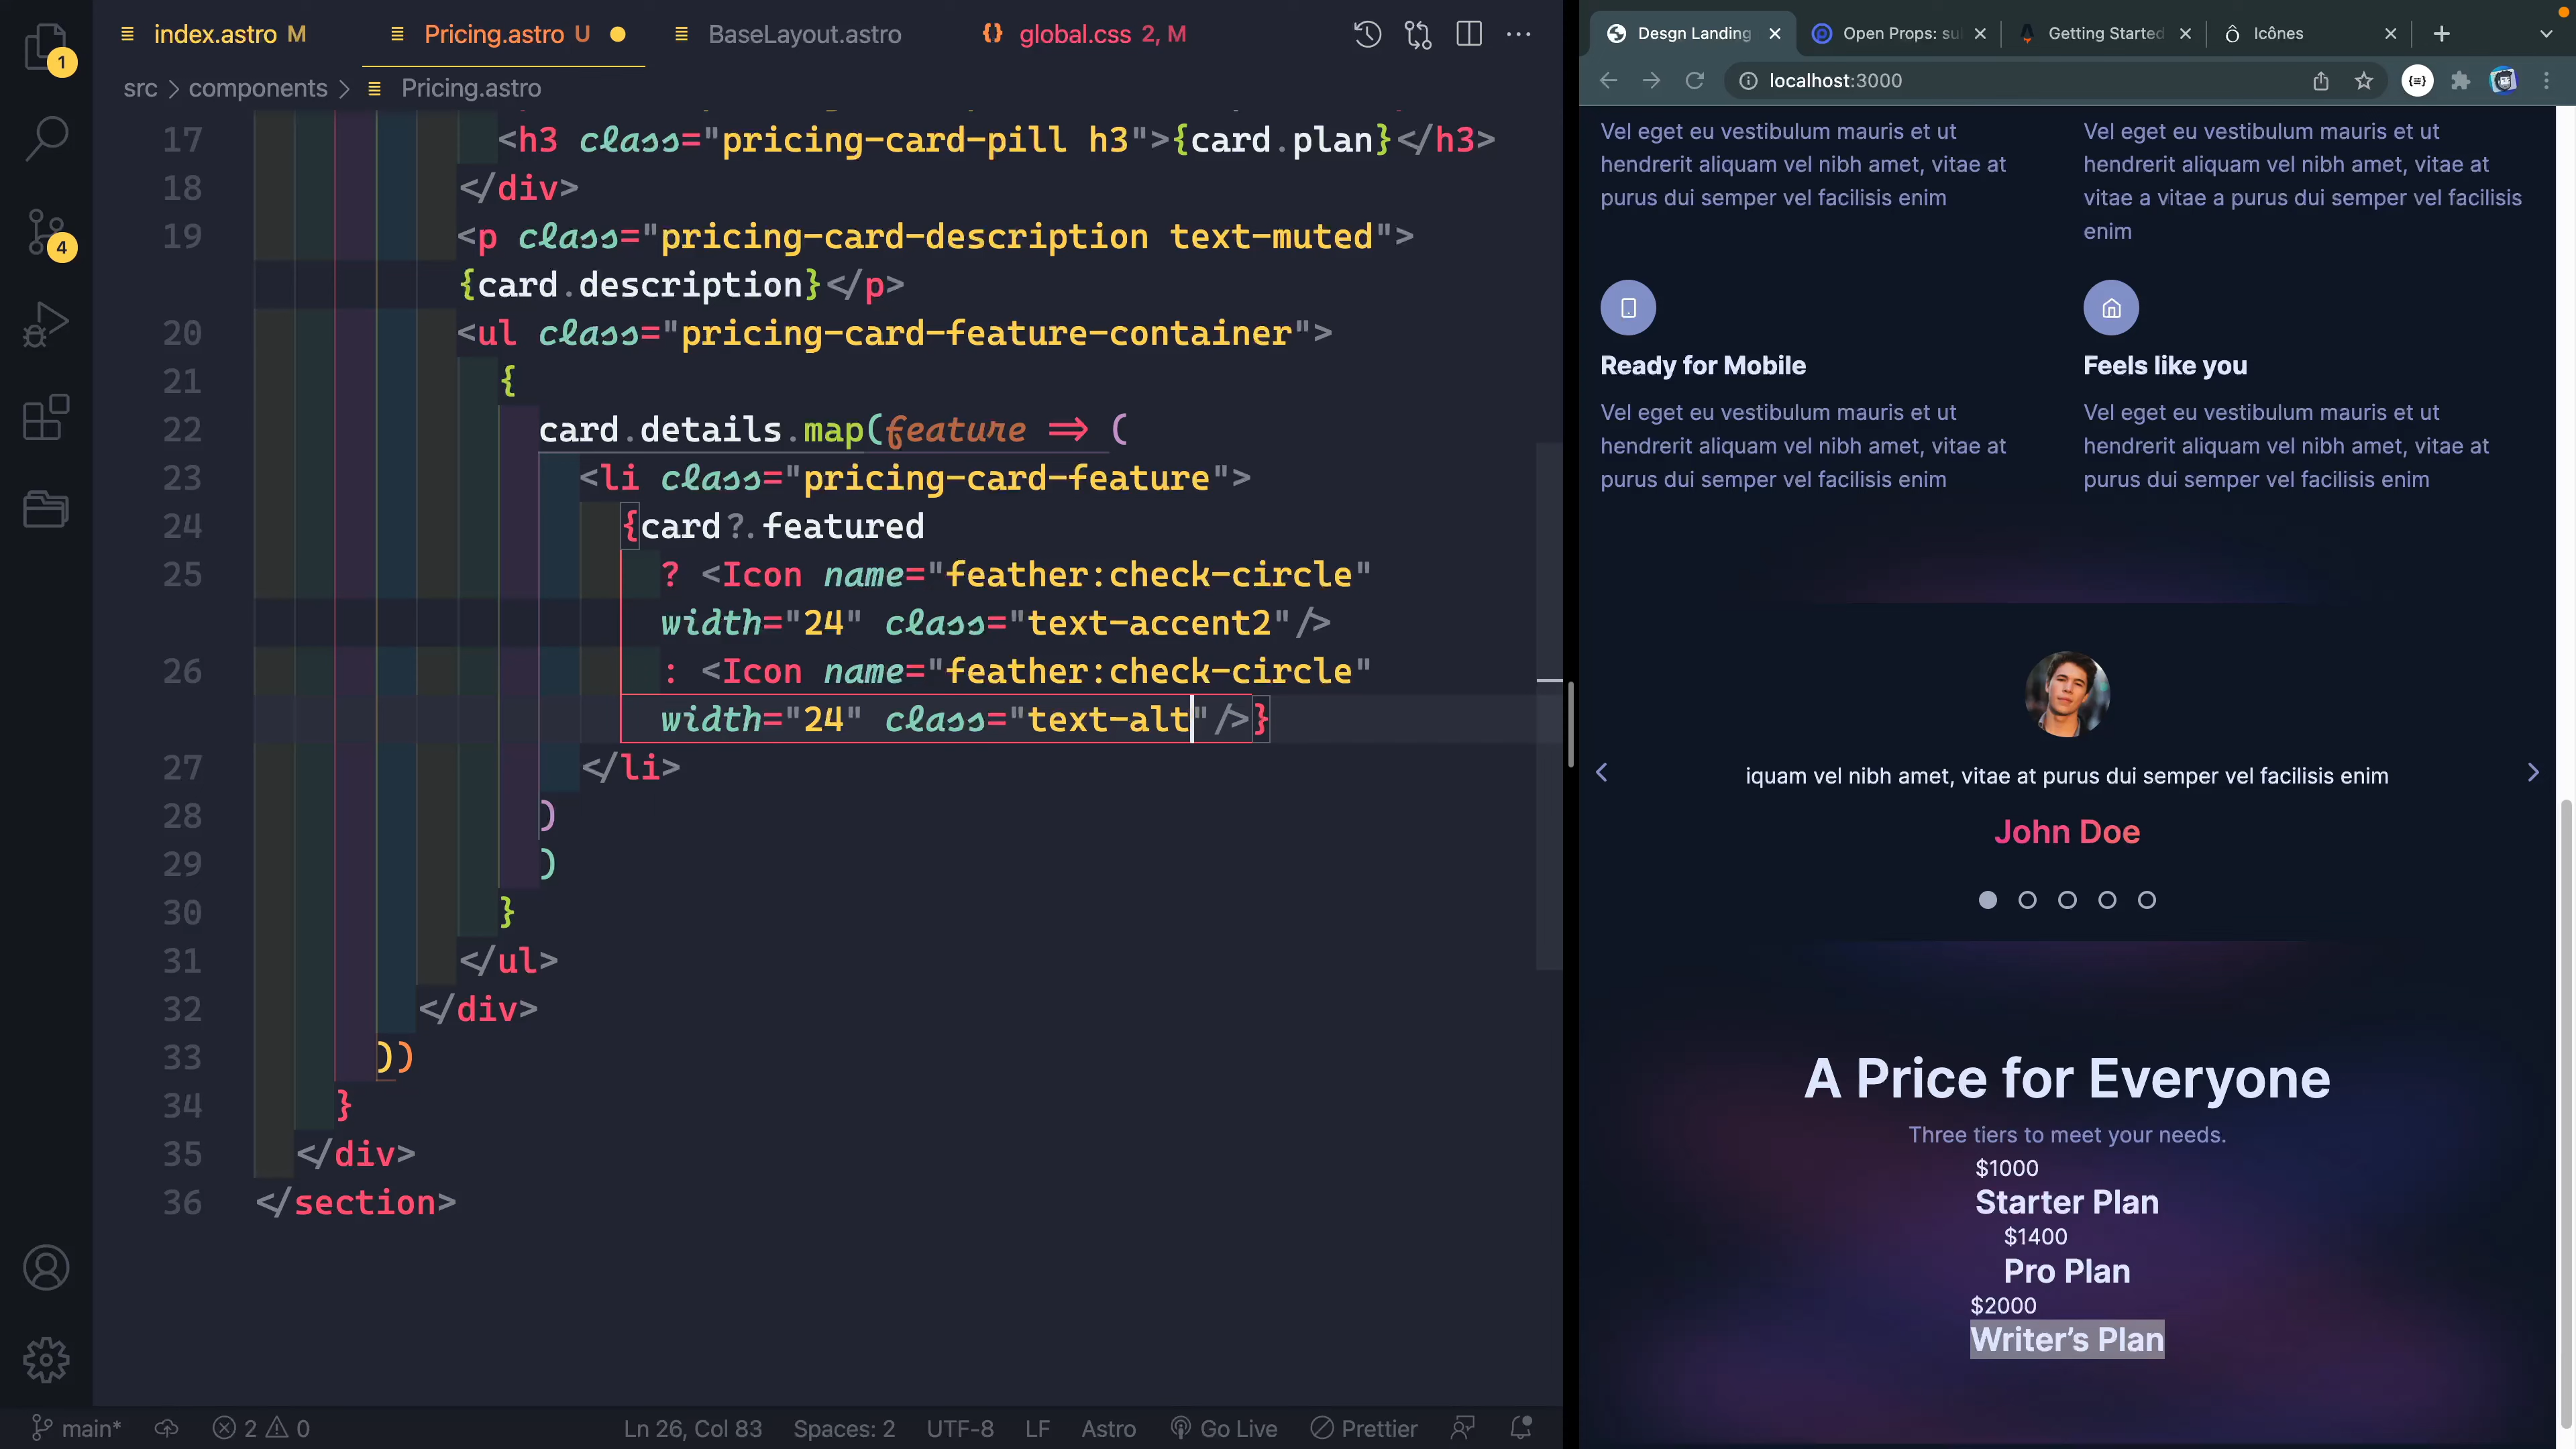 index.astro M
Pricing.astro U
BaseLayout.astro
global.css 2, M
src > components > Pricing.astro
1
4
17 <h3 class="pricing-card-pill h3">{card.plan}</h3>
18 </div>
19 <p class="pricing-card-description text-muted">
{card.description}</p>
20 <ul class="pricing-card-feature-container">
21 {
22 card.details.map(feature => (
23 <li class="pricing-card-feature">
24 {card?.featured
25 ? <Icon name="feather:check-circle"
width="24" class="text-accent2"/>
26 : <Icon name="feather:check-circle"
width="24" class="text-alt"/>}
27 </li>
28 )
29 )
30 }
31 </ul>
32 </div>
33 ))
34 }
35 </div>
36 </section>
main* 2 0 Ln 26, Col 83 Spaces: 2 UTF-8 LF Astro Go Live Prettier
Desgn Landing
Open Props: su
Getting Started
Icônes
localhost:3000
Vel eget eu vestibulum mauris et ut
hendrerit aliquam vel nibh amet, vitae at
purus dui semper vel facilisis enim
Vel eget eu vestibulum mauris et ut
hendrerit aliquam vel nibh amet, vitae at
vitae a vitae a purus dui semper vel facilisis
enim
Ready for Mobile
Vel eget eu vestibulum mauris et ut
hendrerit aliquam vel nibh amet, vitae at
purus dui semper vel facilisis enim
Feels like you
Vel eget eu vestibulum mauris et ut
hendrerit aliquam vel nibh amet, vitae at
purus dui semper vel facilisis enim
iquam vel nibh amet, vitae at purus dui semper vel facilisis enim
John Doe
A Price for Everyone
Three tiers to meet your needs.
$1000
Starter Plan
$1400
Pro Plan
$2000
Writer’s Plan